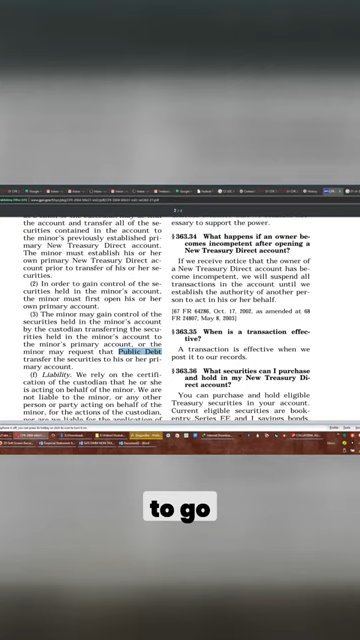 the account and transfer all of the se-
curities contained in the account
to the minor's previously established pri-
mary New Treasury Direct account.
The minor must establish his or her
own primary New Treasury Direct ac-
count prior to transfer of his or her se-
curities.
(2) In order to gain control of the se-
curities held in the minor's account,
the minor must first open his or her
own primary account.
(3) The minor may gain control of the
securities held in the minor's account
by the custodian transferring the secu-
rities held in the minor's account to
the minor's primary account, or the
minor may request that Public Debt
transfer the securities to his or her pri-
mary account.
(f) Liability. We rely on the certifi-
cation of the custodian that he or she
is acting on behalf of the minor. We
are not liable to the minor, or any other
person or party acting on behalf of the
minor, for the actions of the custodian,
essary to support the power.
§ 363.34 What happens if an owner be-
comes incompetent after opening a
New Treasury Direct account?
If we receive notice that the owner of
a New Treasury Direct account has be-
come incompetent, we will suspend all
transactions in the account until we
establish the authority of another per-
son to act in his or her behalf.
[67 FR 64286, Oct. 17, 2002, as amended at 68
FR 24807, May 8, 2003]
§ 363.35 When is a transaction effec-
tive?
A transaction is effective when we
post it to our records.
§ 363.36 What securities can I purchase
and hold in my New Treasury Di-
rect account?
You can purchase and hold eligible
Treasury securities in your account.
Current eligible securities are book-
entry Series EE and I savings bonds.
to go